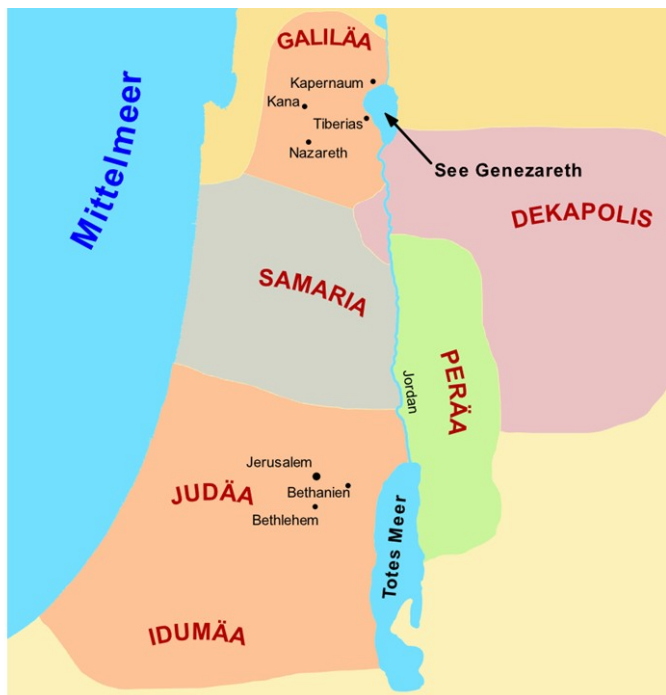 GALILÄA
Kapernaum
Kana
Tiberias
Nazareth
Mittelmeer
See Genezareth
DEKAPOLIS
SAMARIA
PERÄA
Jordan
Jerusalem
JUDÄA
Bethanien
Bethlehem
Totes Meer
IDUMÄA